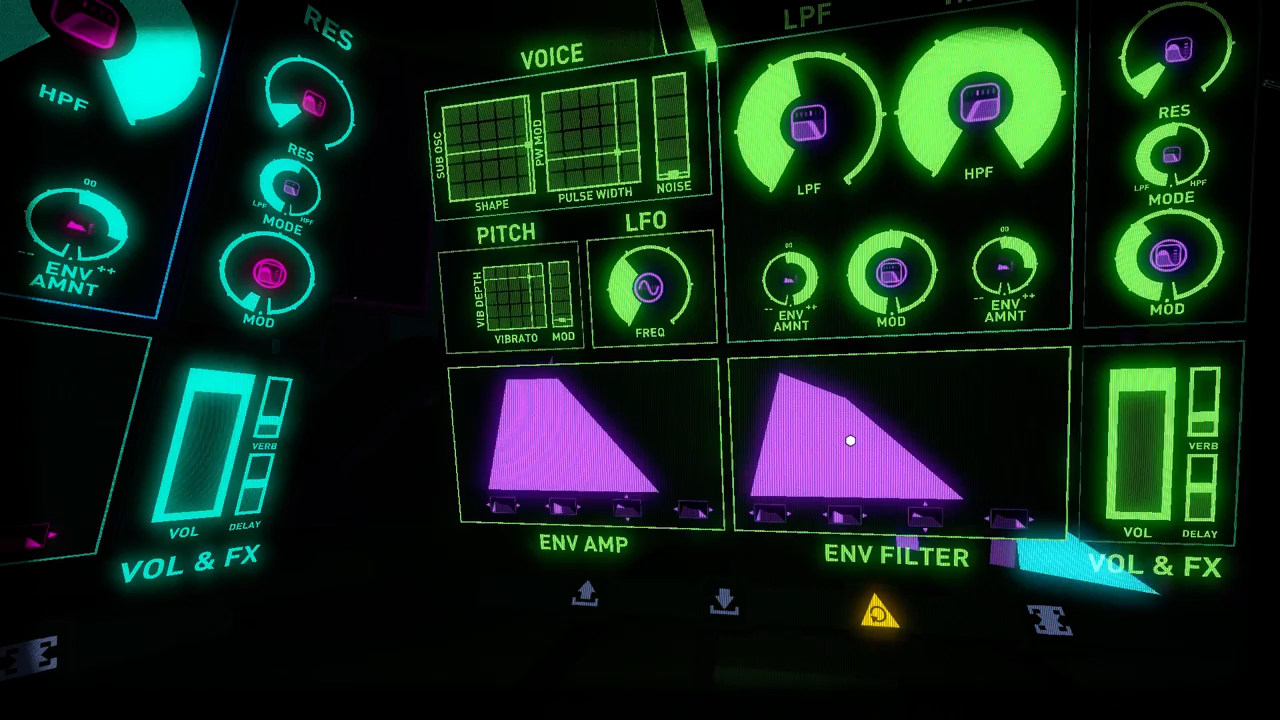 HPF
∞
-- ++
ENV
AMNT
RES
RES
LPF HPF
MODE
MOD
VERB
VOL
DELAY
VOL & FX
VOICE
SUB OSC
SHAPE
PW MOD
PULSE WIDTH
NOISE
PITCH
VIB DEPTH
VIBRATO
MOD
LFO
FREQ
LPF
LPF
HPF
∞
-- ++
ENV
AMNT
MOD
∞
-- ++
ENV
AMNT
RES
LPF HPF
MODE
MOD
ENV AMP
ENV FILTER
VERB
VOL
DELAY
VOL & FX